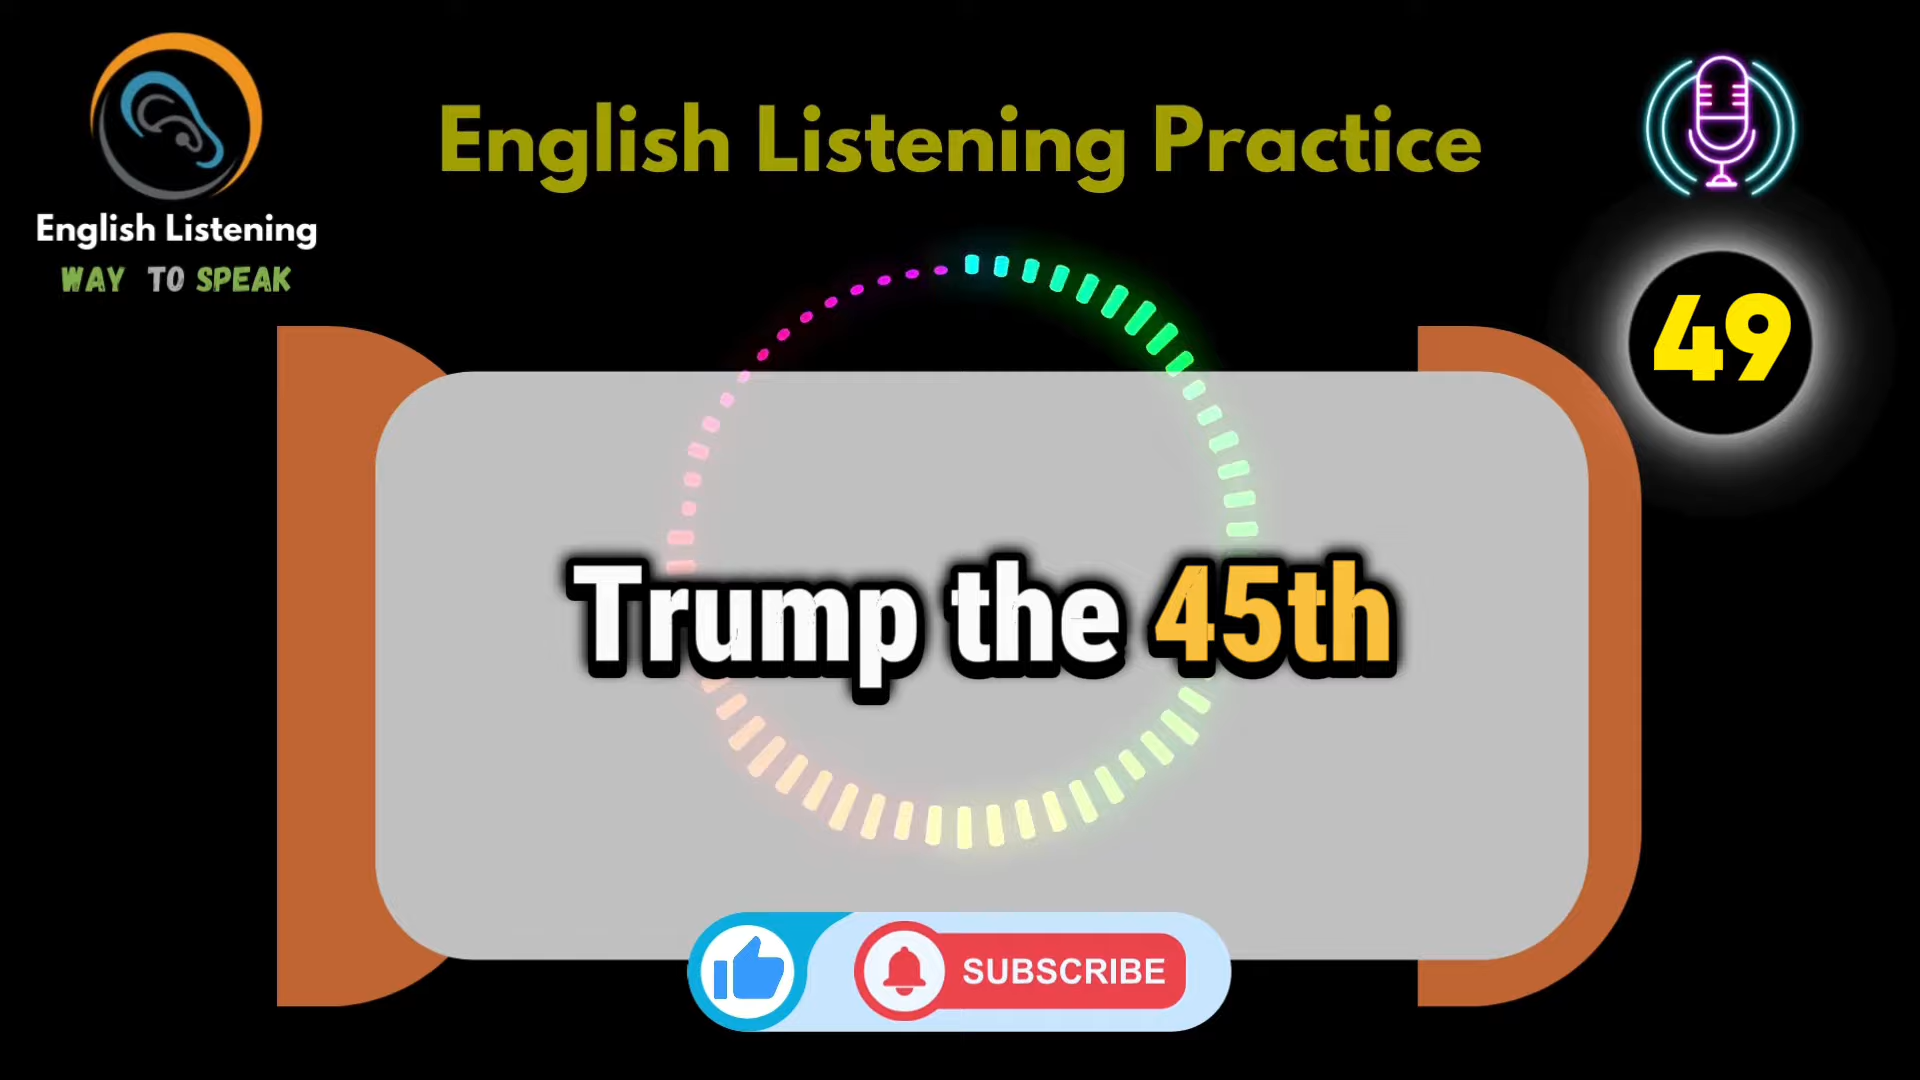 English Listening Practice
English Listening
WAY TO SPEAK
49
Trump the 45th
SUBSCRIBE